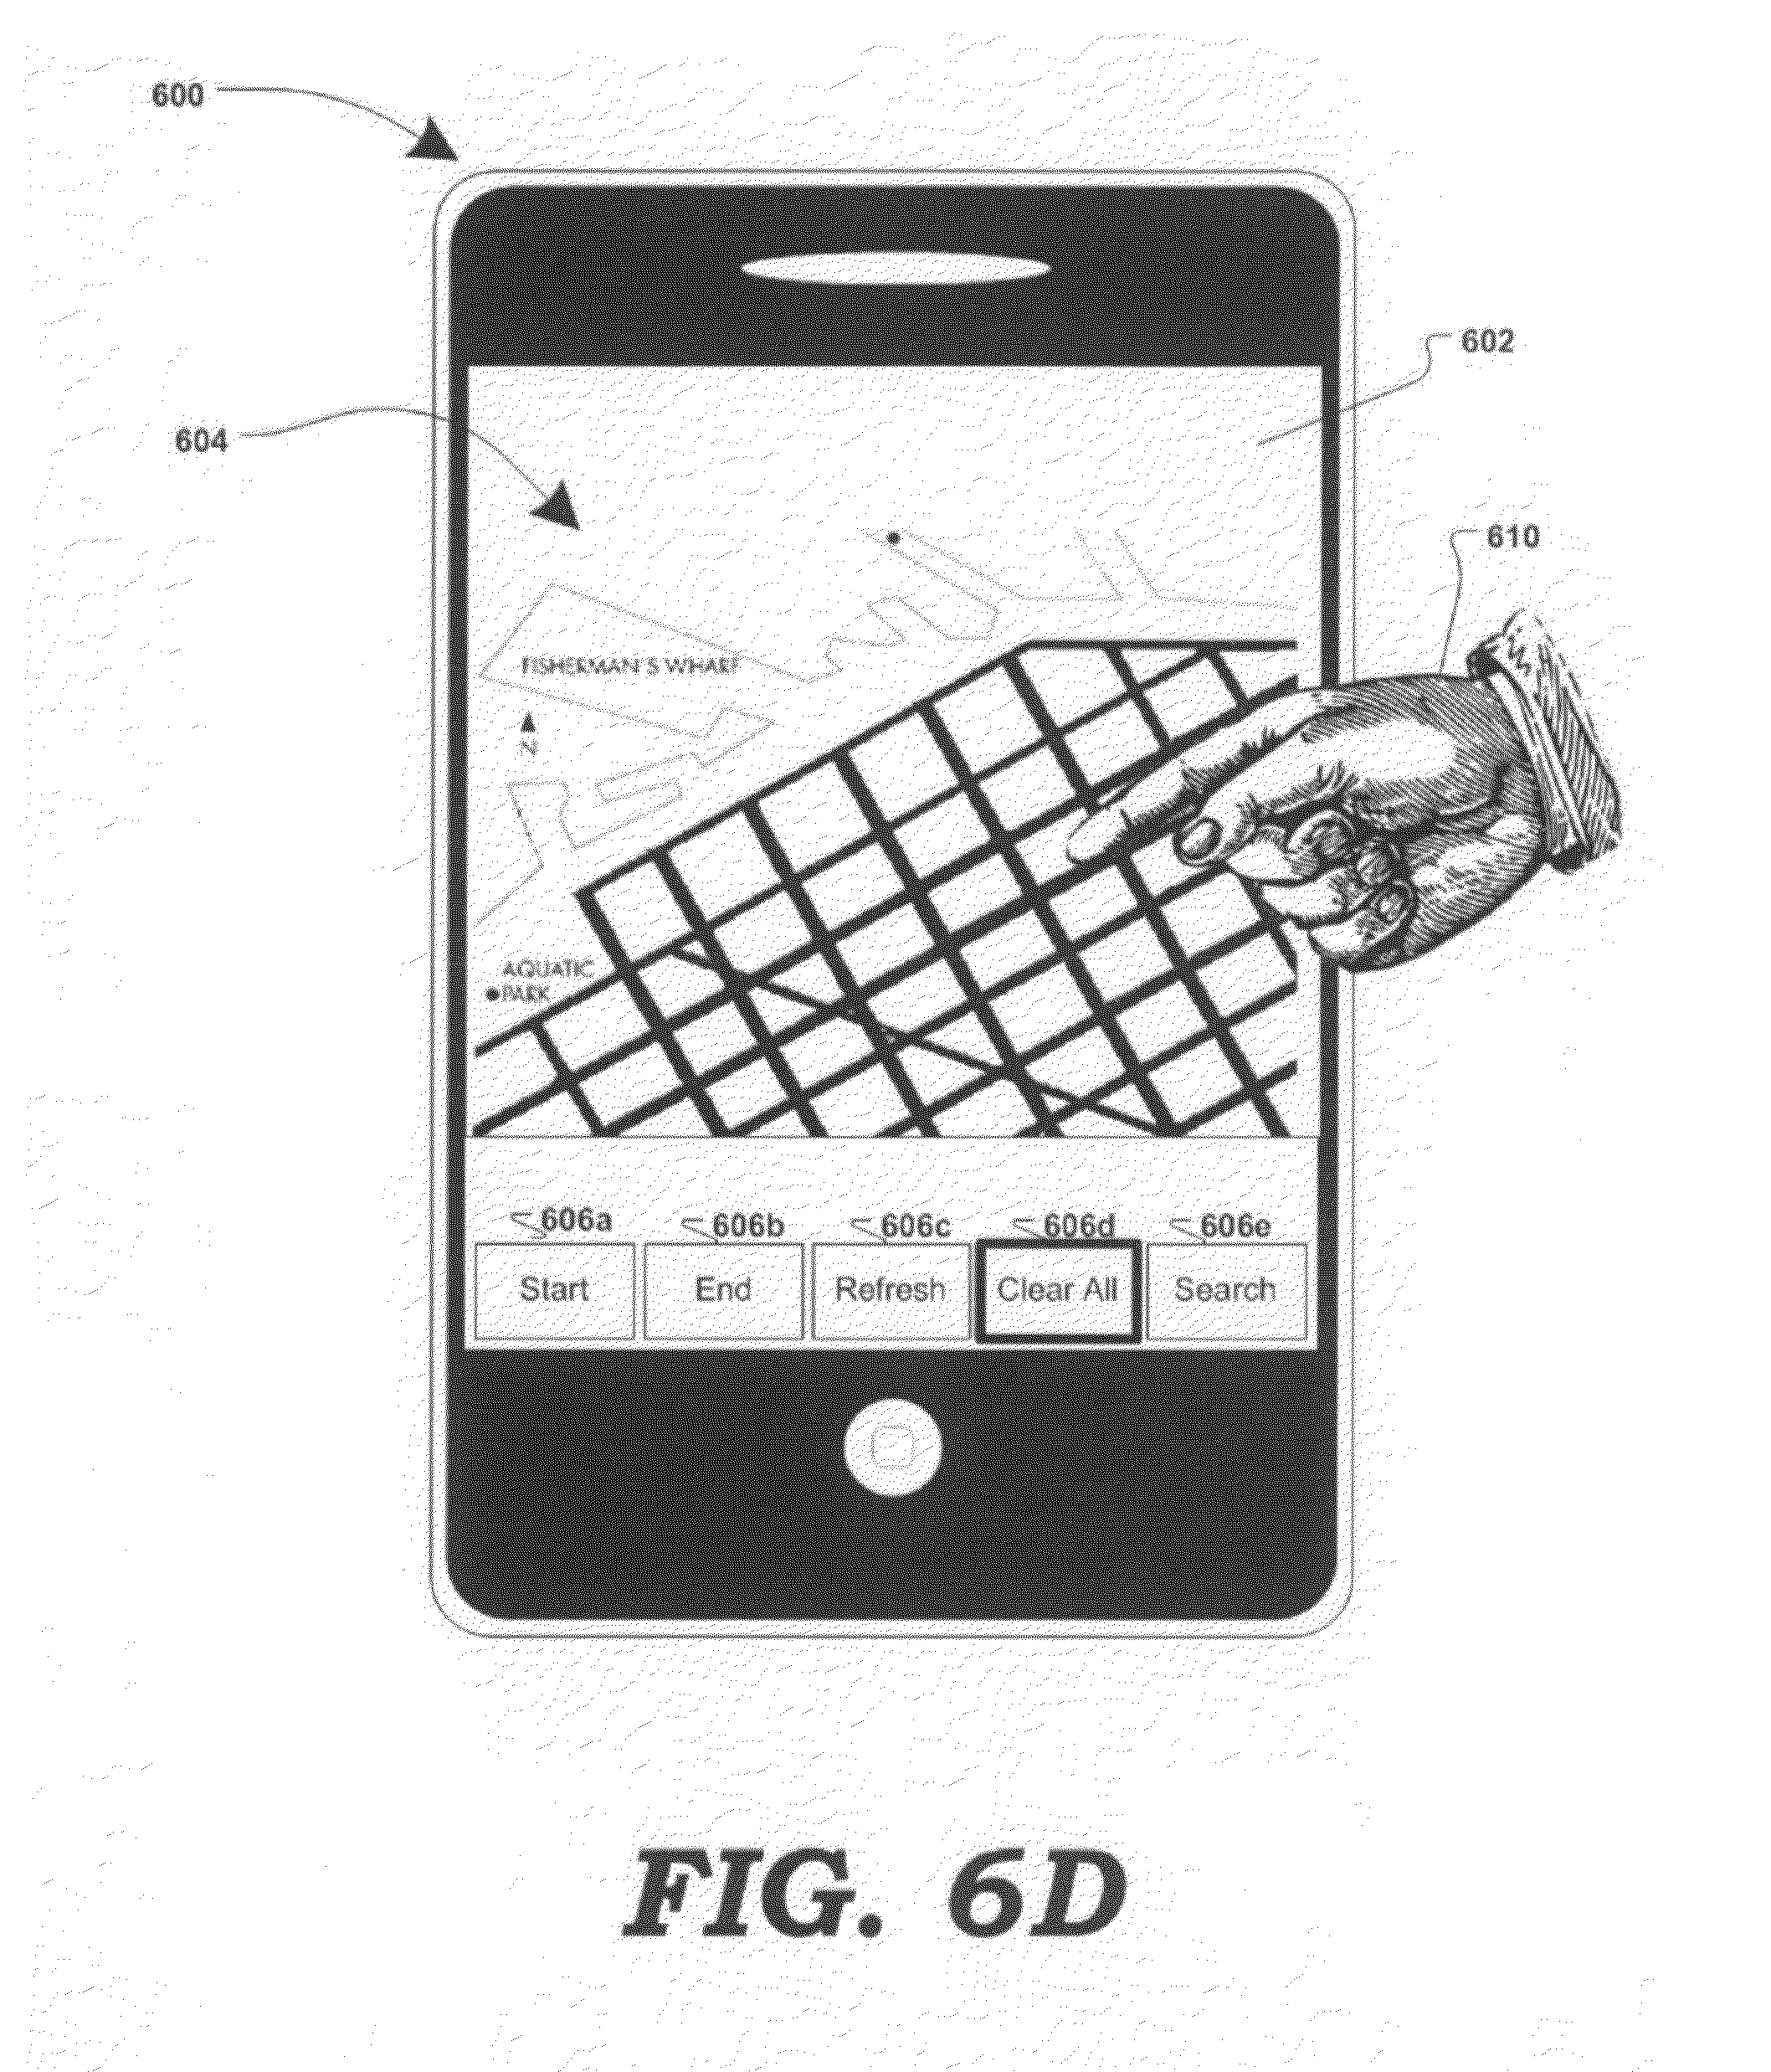 600
602
604
610
FISHERMAN'S WHARF
N
AQUATIC
PARK
606a 606b 606c 606d 606e
Start End Refresh Clear All Search
FIG. 6D